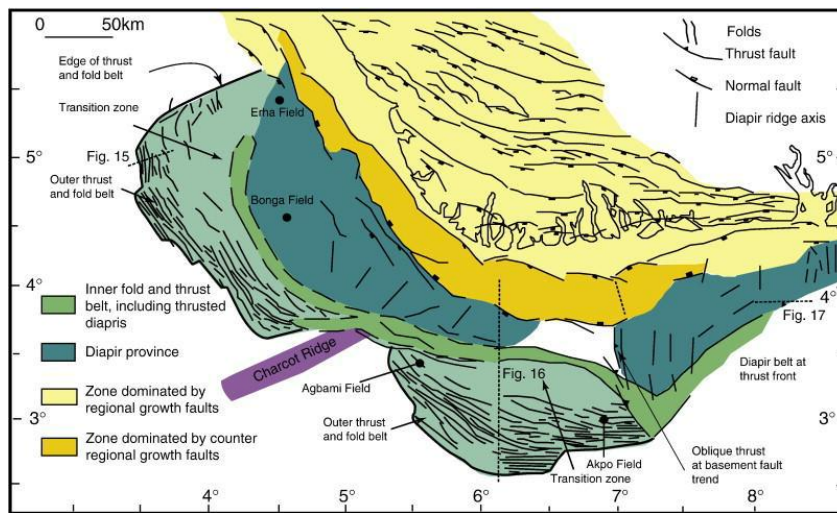 0 50km
Edge of thrust
and fold belt
Transition zone
Erha Field
5°
Fig. 15
Outer thrust
and fold belt
Bonga Field
4°
3°
Folds
Thrust fault
Normal fault
Diapir ridge axis
5°
4°
Fig. 17
Diapir belt at
thrust front
3°
Inner fold and thrust
belt, including thrusted
diapris
Diapir province
Zone dominated by
regional growth faults
Zone dominated by counter
regional growth faults
Charcot Ridge
Agbami Field
Outer thrust
and fold belt
Fig. 16
Akpo Field
Transition zone
Oblique thrust
at basement fault
trend
4° 5° 6° 7° 8°